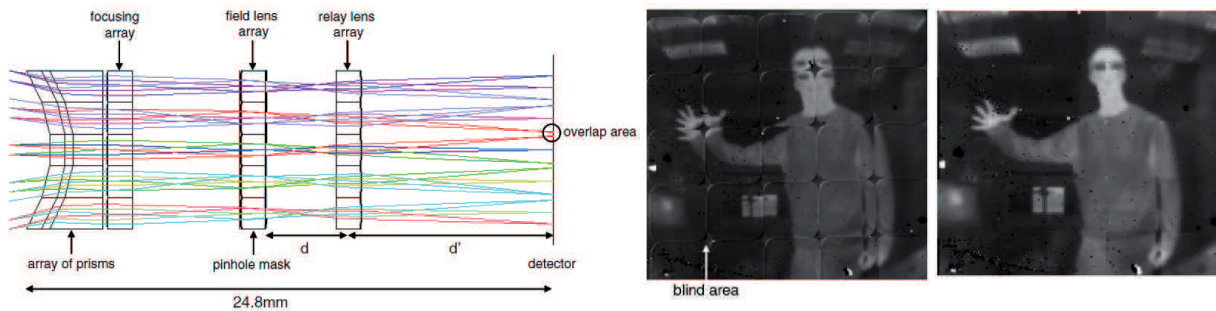 focusing
array
field lens
array
relay lens
array
overlap area
d
d'
array of prisms
pinhole mask
detector
24.8mm
blind area